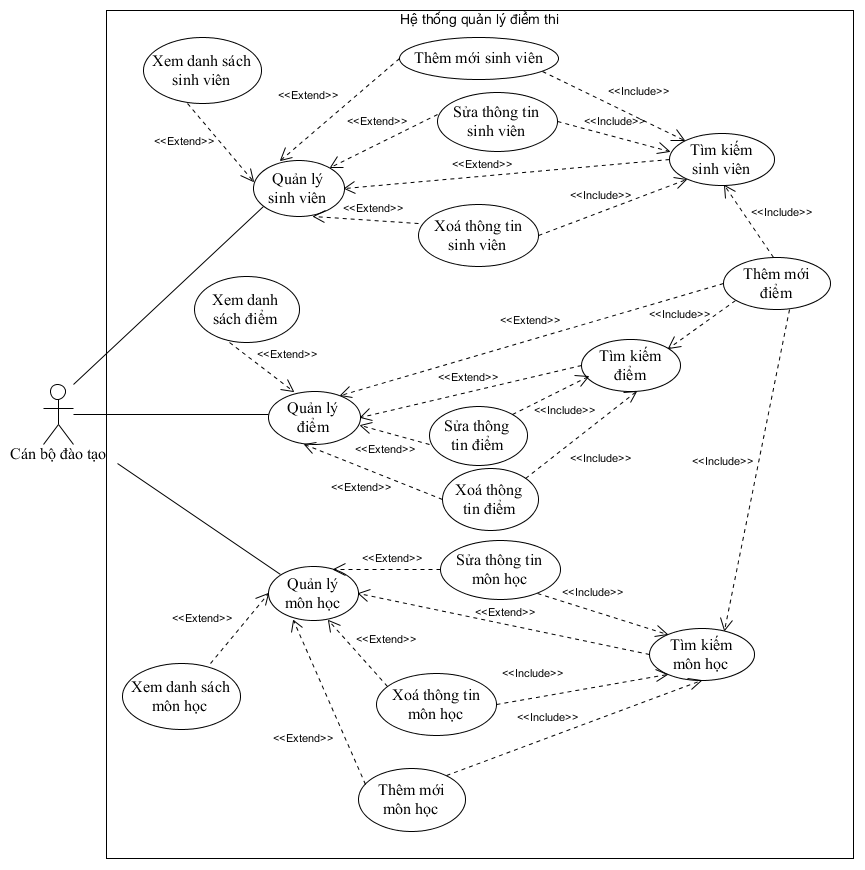 Hệ thống quản lý điểm thi
Xem danh sách
sinh viên
Thêm mới sinh viên
<<Extend>>
<<Include>>
Sửa thông tin
sinh viên
<<Extend>>
<<Include>>
<<Extend>>
Tìm kiếm
sinh viên
<<Extend>>
Quản lý
sinh viên
<<Include>>
<<Extend>>
Xoá thông tin
sinh viên
<<Include>>
Thêm mới
điểm
Xem danh
sách điểm
<<Extend>>
<<Include>>
<<Extend>>
Tìm kiếm
điểm
<<Extend>>
Quản lý
điểm
<<Include>>
Sửa thông
tin điểm
<<Extend>>
Cán bộ đào tạo
<<Include>>
<<Include>>
<<Extend>>
Xoá thông
tin điểm
<<Extend>>
Sửa thông tin
môn học
Quản lý
môn học
<<Include>>
<<Extend>>
<<Extend>>
<<Extend>>
Tìm kiếm
môn học
Xem danh sách
môn học
<<Include>>
Xoá thông tin
môn học
<<Include>>
<<Extend>>
Thêm mới
môn học